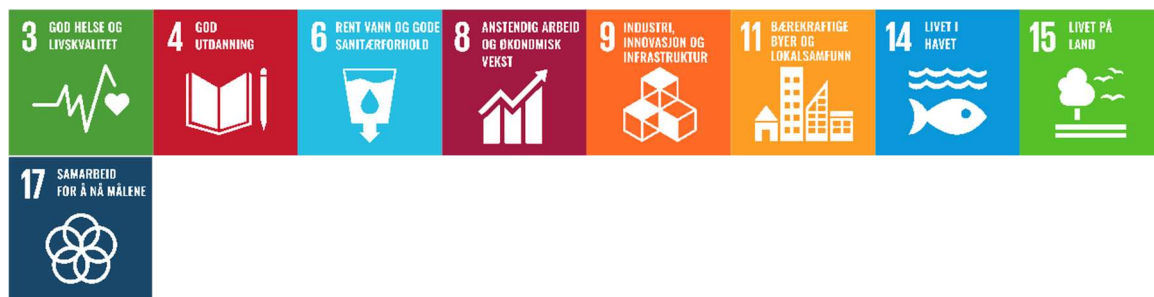 3 GOD HELSE OG
LIVSKVALITET
4 GOD
UTDANNING
6 RENT VANN OG GODE
SANITÆRFORHOLD
8 ANSTENDIG ARBEID
OG ØKONOMISK
VEKST
9 INDUSTRI,
INNOVASJON OG
INFRASTRUKTUR
11 BÆREKRAFTIGE
BYER OG
LOKALSAMFUNN
14 LIVET I
HAVET
15 LIVET PÅ
LAND
17 SAMARBEID
FOR Å NÅ MÅLENE